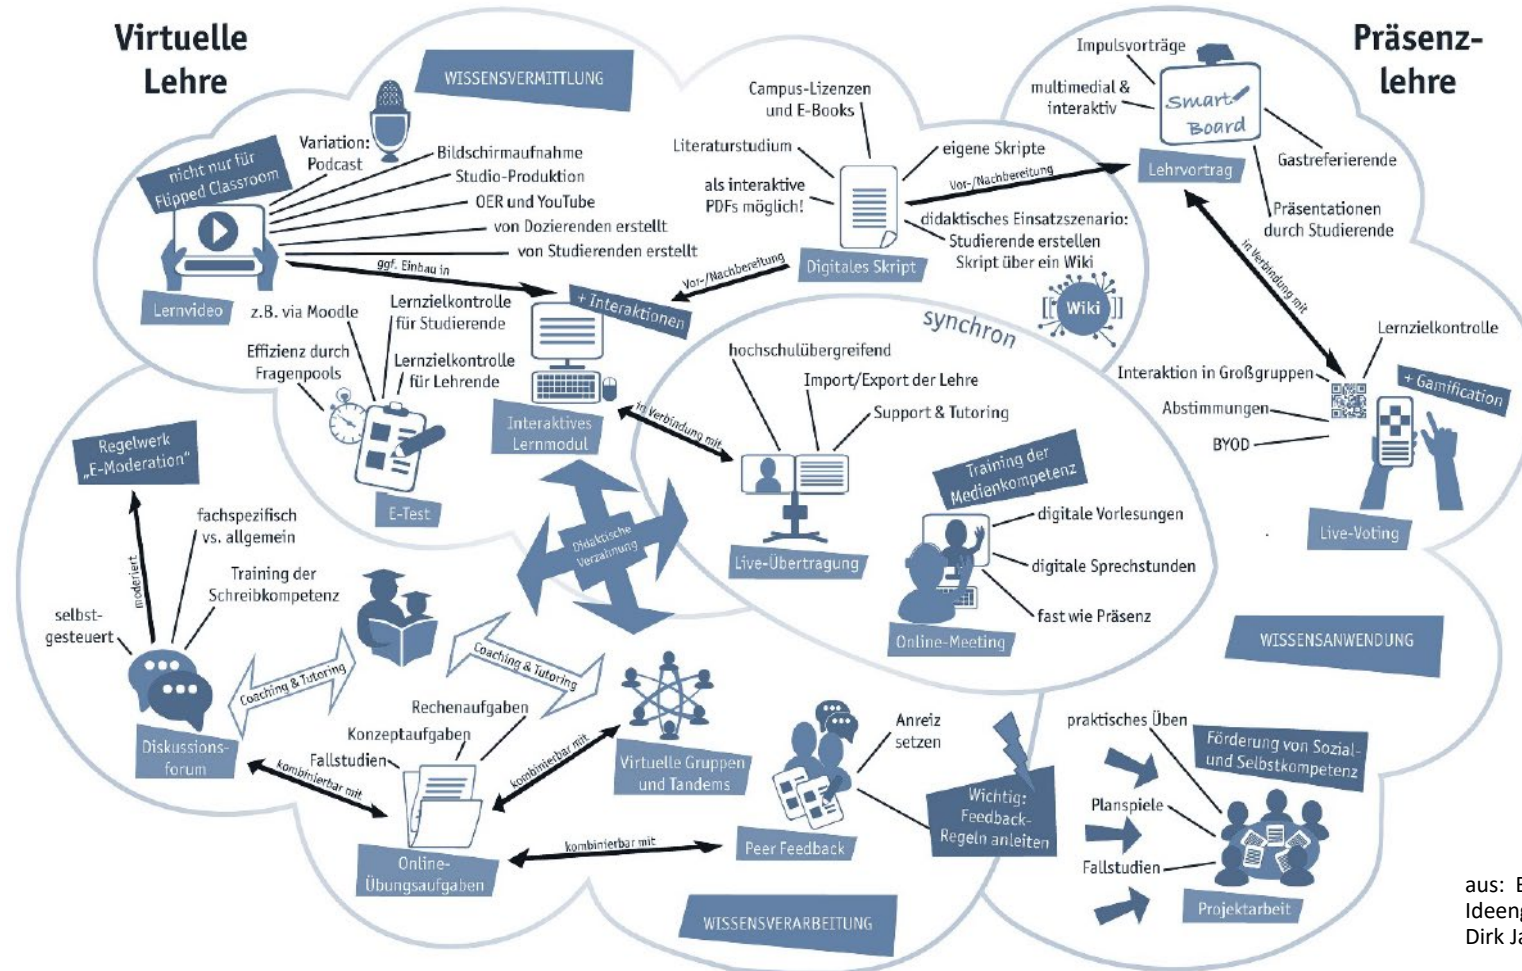 Virtuelle
Lehre
WISSENSVERMITTLUNG
Präsenz-
lehre
Impulsvorträge
multimedial &
interaktiv
Smart
Board
Gastreferierende
Präsentationen
durch Studierende
Lehrvortrag
nicht nur für
Flipped Classroom
Variation:
Podcast
Bildschirmaufnahme
Studio-Produktion
OER und YouTube
von Dozierenden erstellt
von Studierenden erstellt
Lernvideo
ggf. Einbau in
Campus-Lizenzen
und E-Books
Literaturstudium
als interaktive
PDFs möglich!
eigene Skripte
didaktisches Einsatzszenario:
Studierende erstellen
Skript über ein Wiki
Digitales Skript
Vor-/Nachbereitung
Vor-/Nachbereitung
Wiki
in Verbindung mit
z.B. via Moodle
Effizienz durch
Fragenpools
Lernzielkontrolle
für Studierende
Lernzielkontrolle
für Lehrende
E-Test
+ Interaktionen
Interaktives
Lernmodul
in Verbindung mit
synchron
hochschulübergreifend
Import/Export der Lehre
Support & Tutoring
Live-Übertragung
Training der
Medienkompetenz
digitale Vorlesungen
digitale Sprechstunden
fast wie Präsenz
Online-Meeting
Lernzielkontrolle
Interaktion in Großgruppen
Abstimmungen
BYOD
+ Gamification
Live-Voting
Didaktische
Verzahnung
Regelwerk
„E-Moderation“
moderiert
fachspezifisch
vs. allgemein
Training der
Schreibkompetenz
selbst-
gesteuert
Diskussions-
forum
Coaching & Tutoring
Coaching & Tutoring
kombinierbar mit
Rechenaufgaben
Konzeptaufgaben
Fallstudien
Online-
Übungsaufgaben
kombinierbar mit
Virtuelle Gruppen
und Tandems
kombinierbar mit
Anreiz
setzen
Peer Feedback
Wichtig:
Feedback-
Regeln anleiten
WISSENSVERARBEITUNG
WISSENSANWENDUNG
praktisches Üben
Planspiele
Fallstudien
Förderung von Sozial-
und Selbstkompetenz
Projektarbeit
aus: E
Ideeng
Dirk Ja